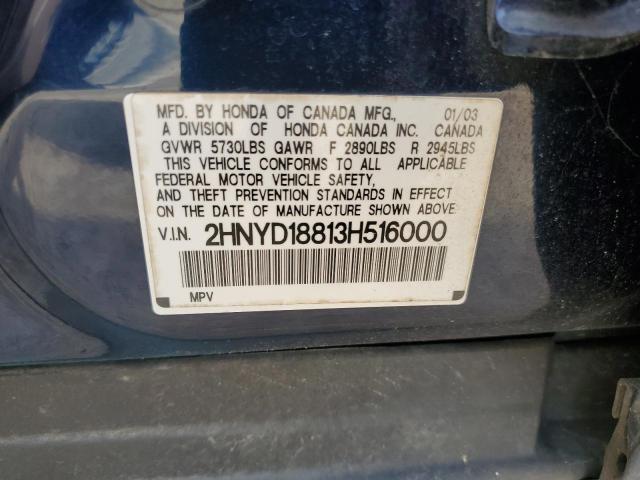 MFD. BY HONDA OF CANADA MFG., 01/03
A DIVISION OF HONDA CANADA INC. CANADA
GVWR 5730LBS GAWR F 2890LBS R 2945LBS
THIS VEHICLE CONFORMS TO ALL APPLICABLE
FEDERAL MOTOR VEHICLE SAFETY,
AND THEFT PREVENTION STANDARDS IN EFFECT
ON THE DATE OF MANUFACTURE SHOWN ABOVE.
V.I.N. 2HNYD18813H516000
MPV